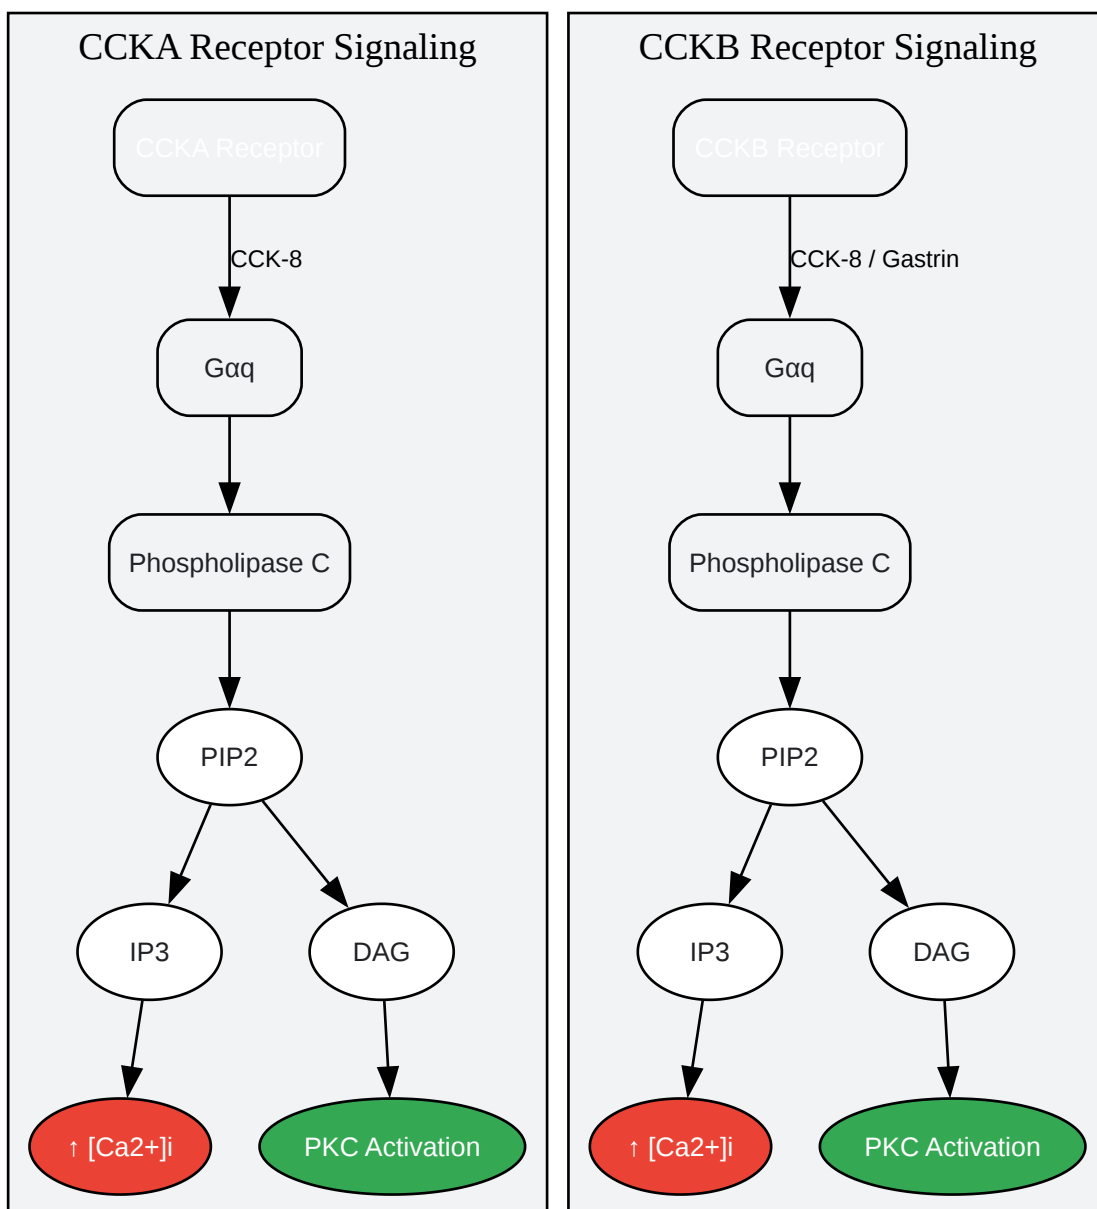 CCKA Receptor Signaling
CCKA Receptor
CCK-8
Gαq
Phospholipase C
PIP2
IP3
DAG
↑ [Ca2+]i
PKC Activation
CCKB Receptor Signaling
CCKB Receptor
CCK-8 / Gastrin
Gαq
Phospholipase C
PIP2
IP3
DAG
↑ [Ca2+]i
PKC Activation